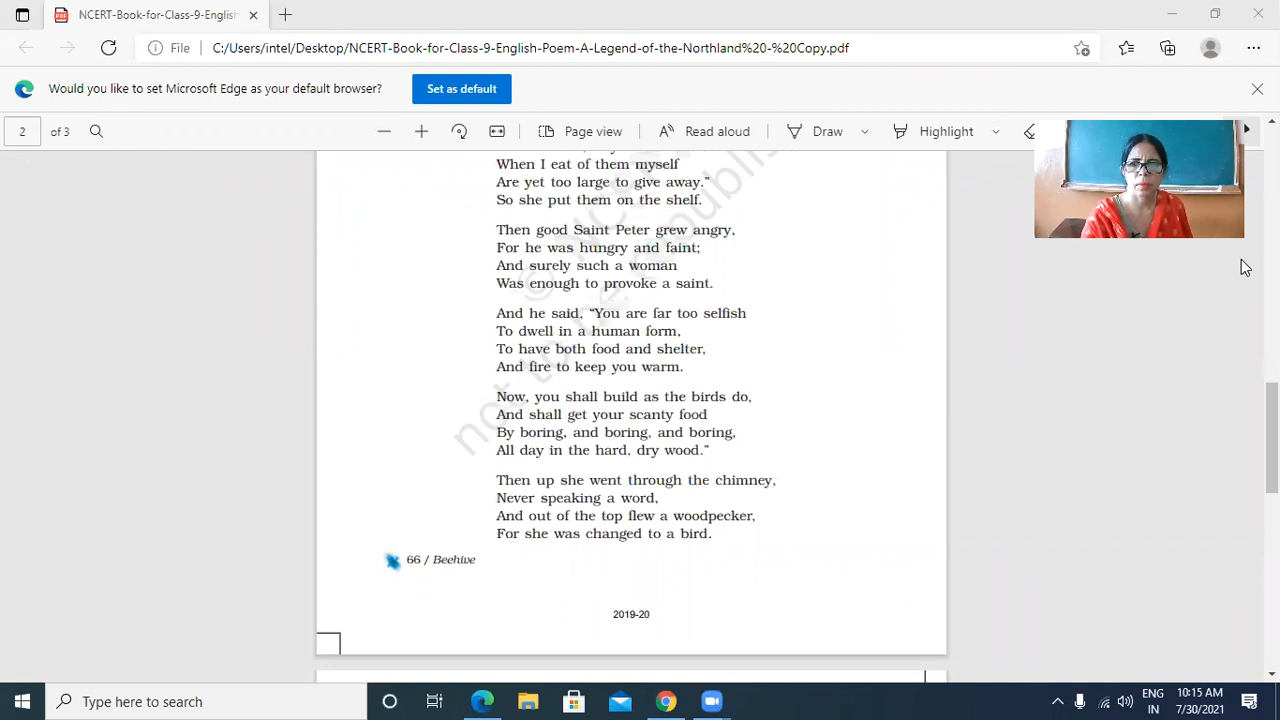 NCERT-Book-for-Class-9-English
File C:/Users/intel/Desktop/NCERT-Book-for-Class-9-English-Poem-A-Legend-of-the-Northland%20-%20Copy.pdf
Would you like to set Microsoft Edge as your default browser? Set as default
2 of 3 Page view Read aloud Draw Highlight
When I eat of them myself
Are yet too large to give away.”
So she put them on the shelf.
Then good Saint Peter grew angry,
For he was hungry and faint;
And surely such a woman
Was enough to provoke a saint.
And he said, “You are far too selfish
To dwell in a human form,
To have both food and shelter,
And fire to keep you warm.
Now, you shall build as the birds do,
And shall get your scanty food
By boring, and boring, and boring,
All day in the hard, dry wood.”
Then up she went through the chimney,
Never speaking a word,
And out of the top flew a woodpecker,
For she was changed to a bird.
66 / Beehive
2019-20
not to be republis
Type here to search
ENG 10:15 AM
IN 7/30/2021